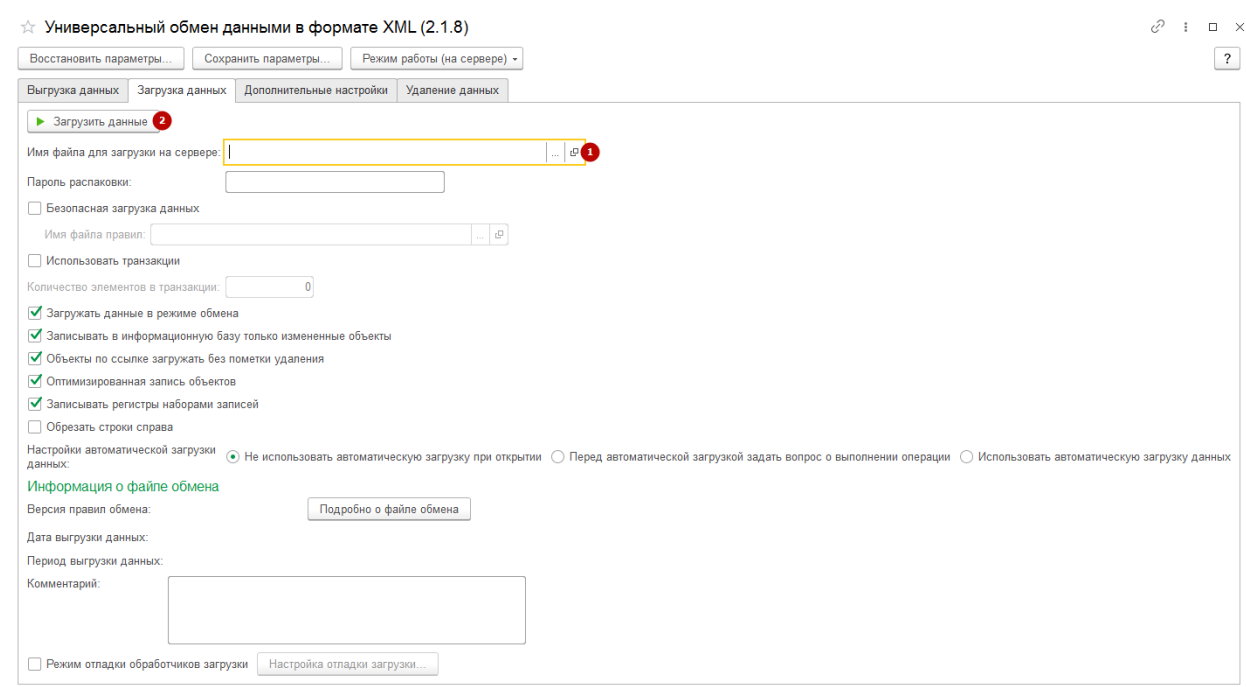 Универсальный обмен данными в формате XML (2.1.8)
Восстановить параметры... Сохранить параметры... Режим работы (на сервере) ?
Выгрузка данных Загрузка данных Дополнительные настройки Удаление данных
Загрузить данные 2
Имя файла для загрузки на сервере: ... 1
Пароль распаковки:
Безопасная загрузка данных
Имя файла правил: ...
Использовать транзакции
Количество элементов в транзакции: 0
Загружать данные в режиме обмена
Записывать в информационную базу только измененные объекты
Объекты по ссылке загружать без пометки удаления
Оптимизированная запись объектов
Записывать регистры наборами записей
Обрезать строки справа
Настройки автоматической загрузки
данных: Не использовать автоматическую загрузку при открытии Перед автоматической загрузкой задать вопрос о выполнении операции Использовать автоматическую загрузку данных
Информация о файле обмена
Версия правил обмена: Подробно о файле обмена
Дата выгрузки данных:
Период выгрузки данных:
Комментарий:
Режим отладки обработчиков загрузки Настройка отладки загрузки...